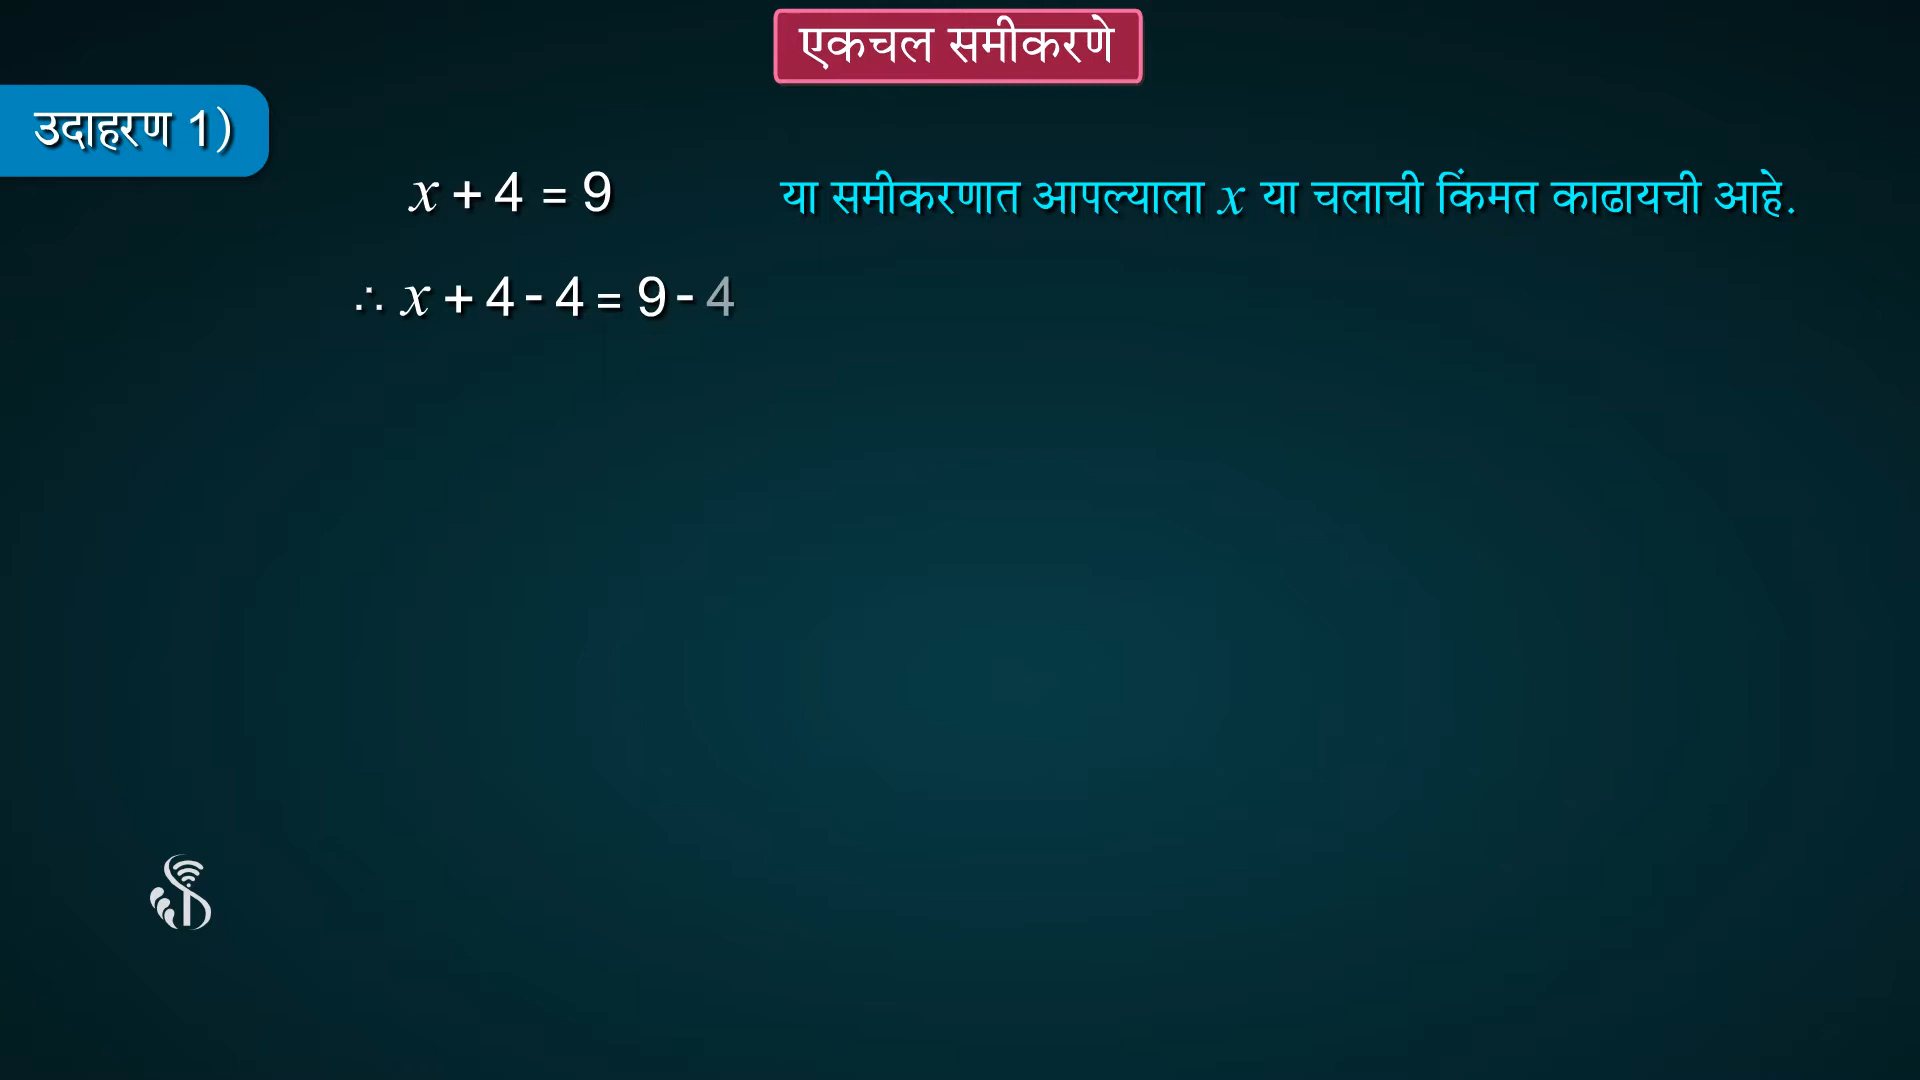 एकचल समीकरणे
उदाहरण 1)
x + 4 = 9 या समीकरणात आपल्याला x या चलाची किंमत काढायची आहे.
∴ x + 4 - 4 = 9 - 4